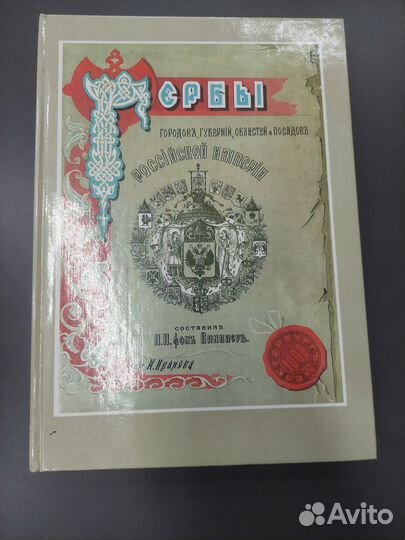 ГЕРБЫ
ГОРОДОВЪ, ГУБЕРНІЙ, ОБЛАСТЕЙ и ПОСАДОВЪ
РОССІЙСКОЙ ИМПЕРІИ
СОСТАВИЛЪ
П.П. фонъ Винклеръ.
И.Иванова
Avito